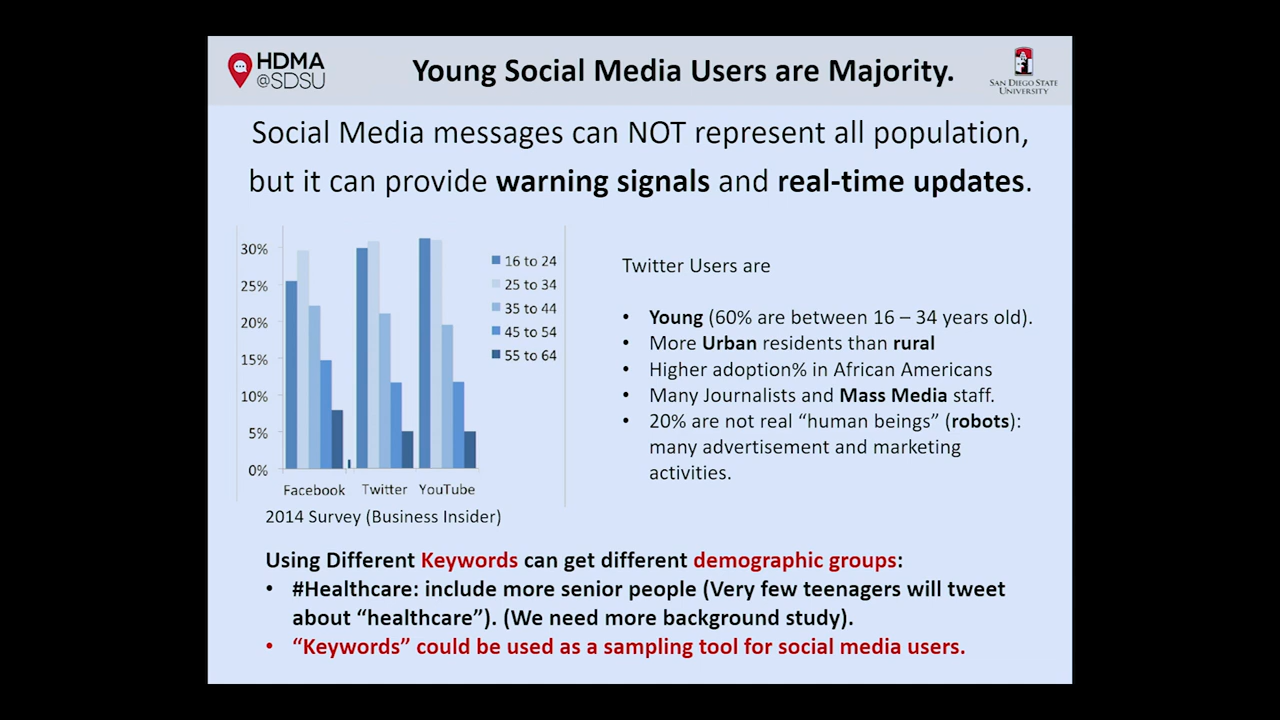 HDMA
@SDSU
Young Social Media Users are Majority.
SAN DIEGO STATE
UNIVERSITY
Social Media messages can NOT represent all population,
but it can provide warning signals and real-time updates.
30%
25%
20%
15%
10%
5%
0%
Facebook
Twitter
YouTube
16 to 24
25 to 34
35 to 44
45 to 54
55 to 64
2014 Survey (Business Insider)
Twitter Users are
• Young (60% are between 16 – 34 years old).
• More Urban residents than rural
• Higher adoption% in African Americans
• Many Journalists and Mass Media staff.
• 20% are not real “human beings” (robots):
many advertisement and marketing
activities.
Using Different Keywords can get different demographic groups:
• #Healthcare: include more senior people (Very few teenagers will tweet
about “healthcare”). (We need more background study).
• “Keywords” could be used as a sampling tool for social media users.